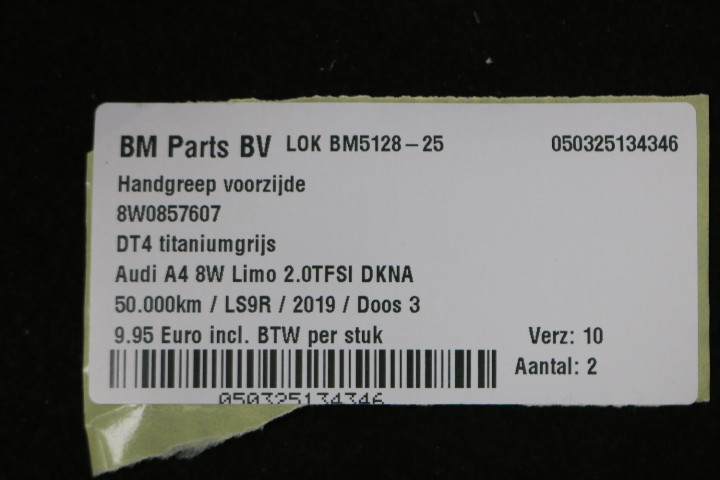 BM Parts BV LOK BM5128-25 050325134346
Handgreep voorzijde
8W0857607
DT4 titaniumgrijs
Audi A4 8W Limo 2.0TFSI DKNA
50.000km / LS9R / 2019 / Doos 3
9.95 Euro incl. BTW per stuk Verz: 10
Aantal: 2
050325134346